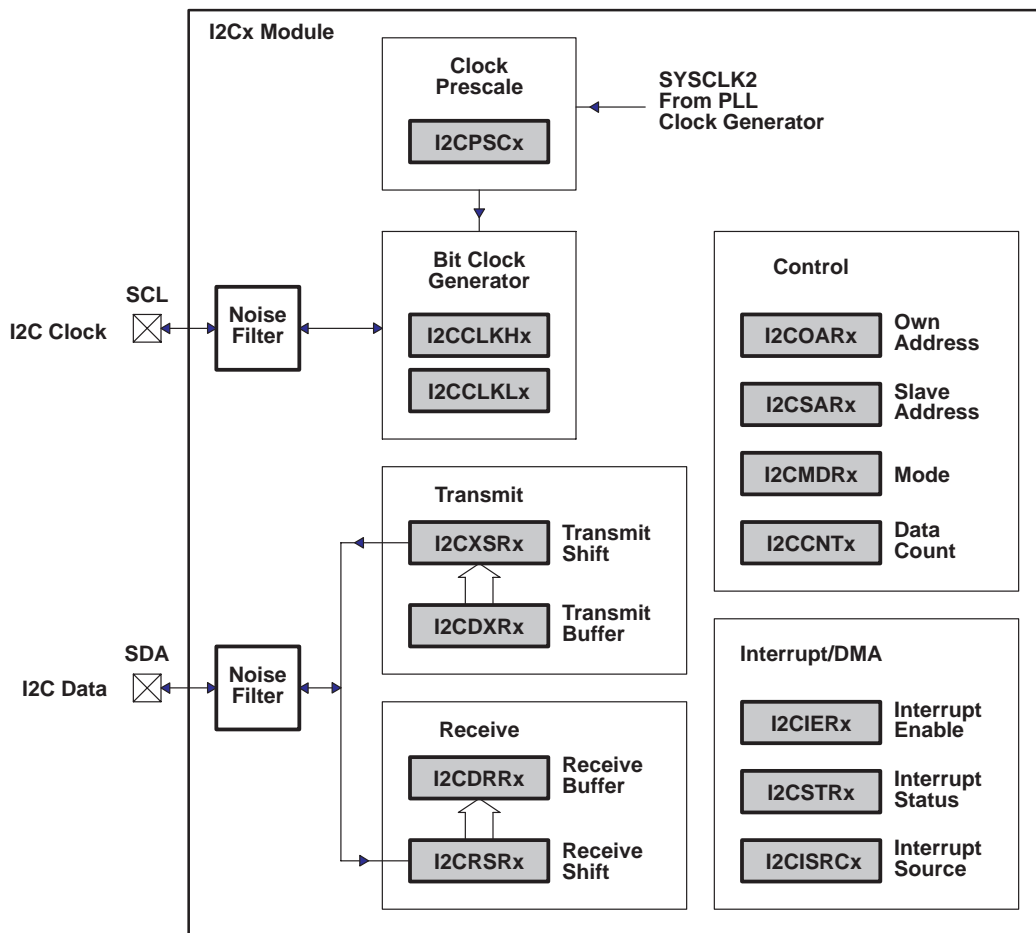 I2Cx Module
Clock
Prescale
I2CPSCx
SYSCLK2
From PLL
Clock Generator
Bit Clock
Generator
I2CCLKHx
I2CCLKLx
SCL
I2C Clock
Noise
Filter
Control
I2COARx
Own
Address
I2CSARx
Slave
Address
I2CMDRx
Mode
I2CCNTx
Data
Count
Transmit
I2CXSRx
Transmit
Shift
I2CDXRx
Transmit
Buffer
SDA
I2C Data
Noise
Filter
Receive
I2CDRRx
Receive
Buffer
I2CRSRx
Receive
Shift
Interrupt/DMA
I2CIERx
Interrupt
Enable
I2CSTRx
Interrupt
Status
I2CISRCx
Interrupt
Source